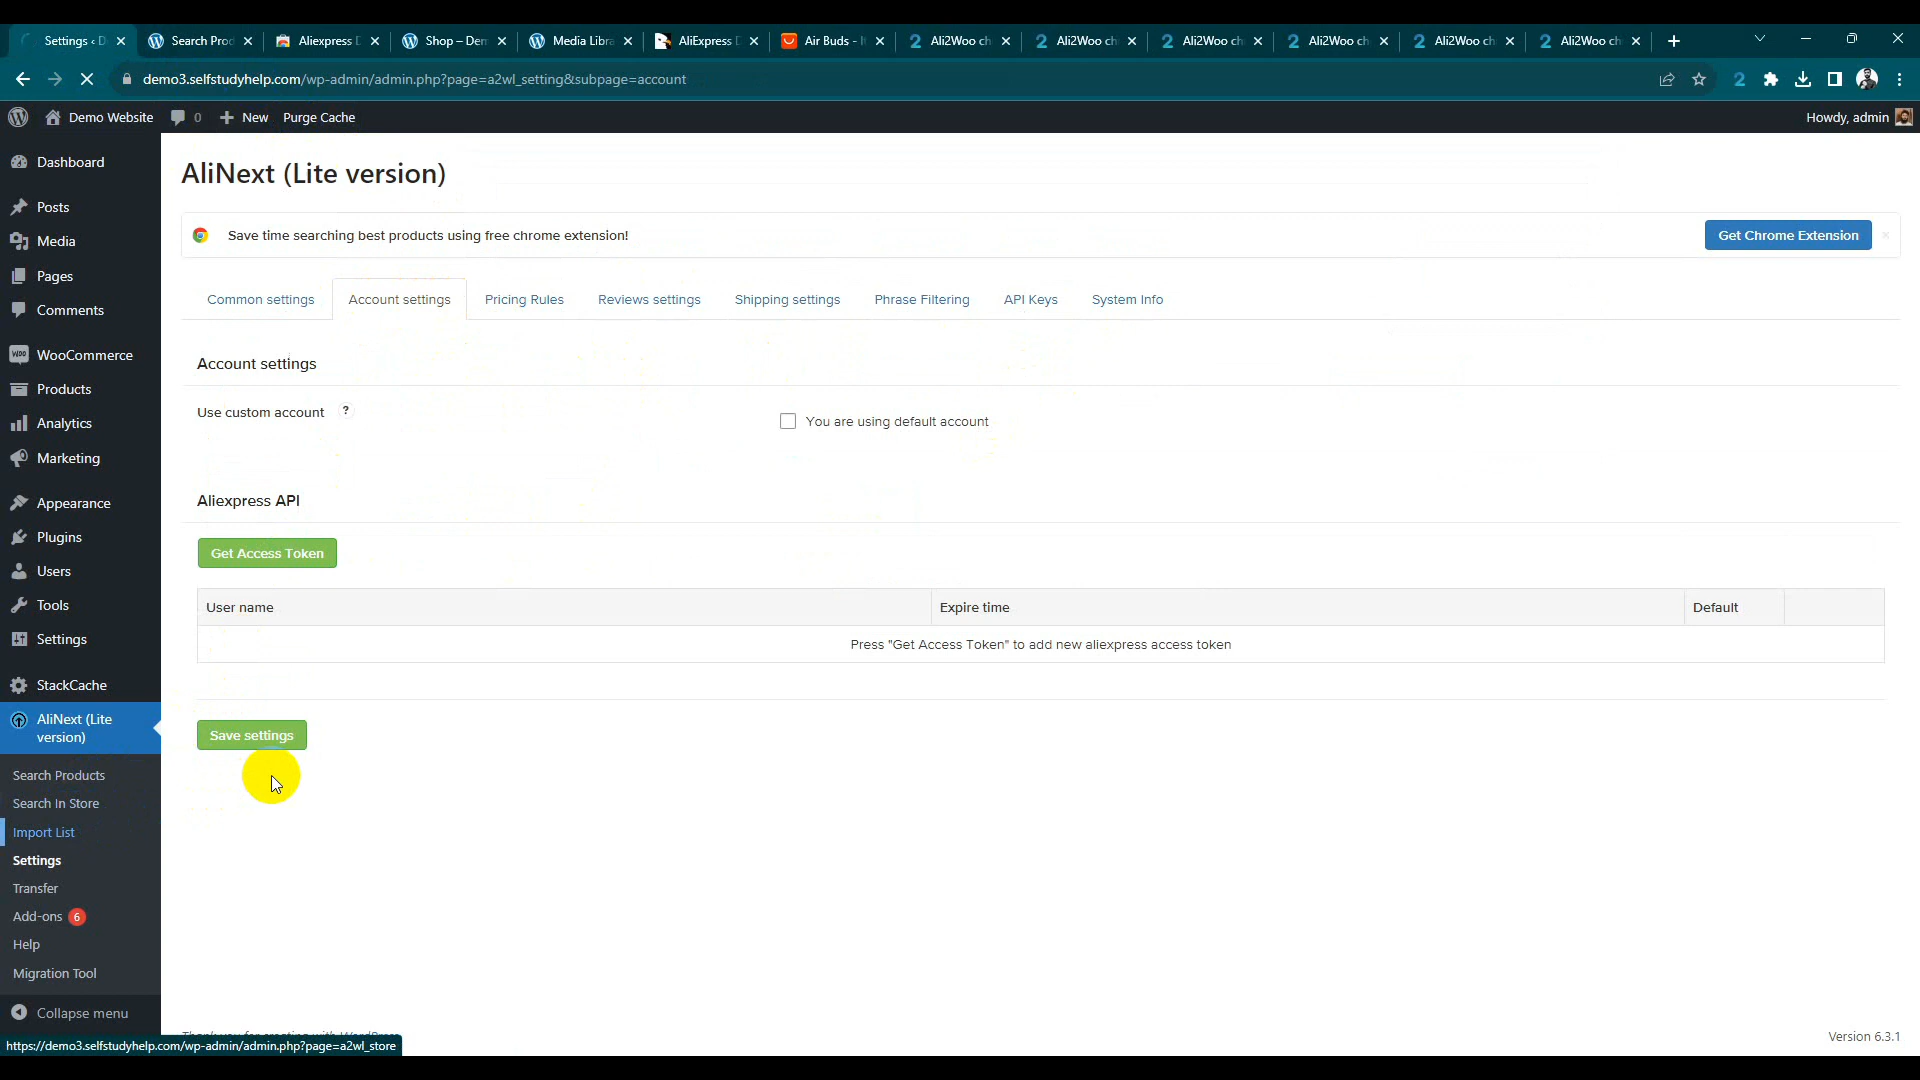 Settings ‹ D
Search Prod
Aliexpress D
Shop – Dem
Media Libra
AliExpress D
Air Buds - I
Ali2Woo ch
Ali2Woo ch
Ali2Woo ch
Ali2Woo ch
Ali2Woo ch
Ali2Woo ch
demo3.selfstudyhelp.com/wp-admin/admin.php?page=a2wl_setting&subpage=account
2
Demo Website
0
New
Purge Cache
Howdy, admin
Dashboard
Posts
Media
Pages
Comments
WooCommerce
Products
Analytics
Marketing
Appearance
Plugins
Users
Tools
Settings
StackCache
AliNext (Lite
version)
Search Products
Search In Store
Import List
Settings
Transfer
Add-ons 6
Help
Migration Tool
Collapse menu
AliNext (Lite version)
Save time searching best products using free chrome extension!
Get Chrome Extension
Common settings
Account settings
Pricing Rules
Reviews settings
Shipping settings
Phrase Filtering
API Keys
System Info
Account settings
Use custom account ?
You are using default account
Aliexpress API
Get Access Token
User name
Expire time
Default
Press "Get Access Token" to add new aliexpress access token
Save settings
Version 6.3.1
https://demo3.selfstudyhelp.com/wp-admin/admin.php?page=a2wl_store